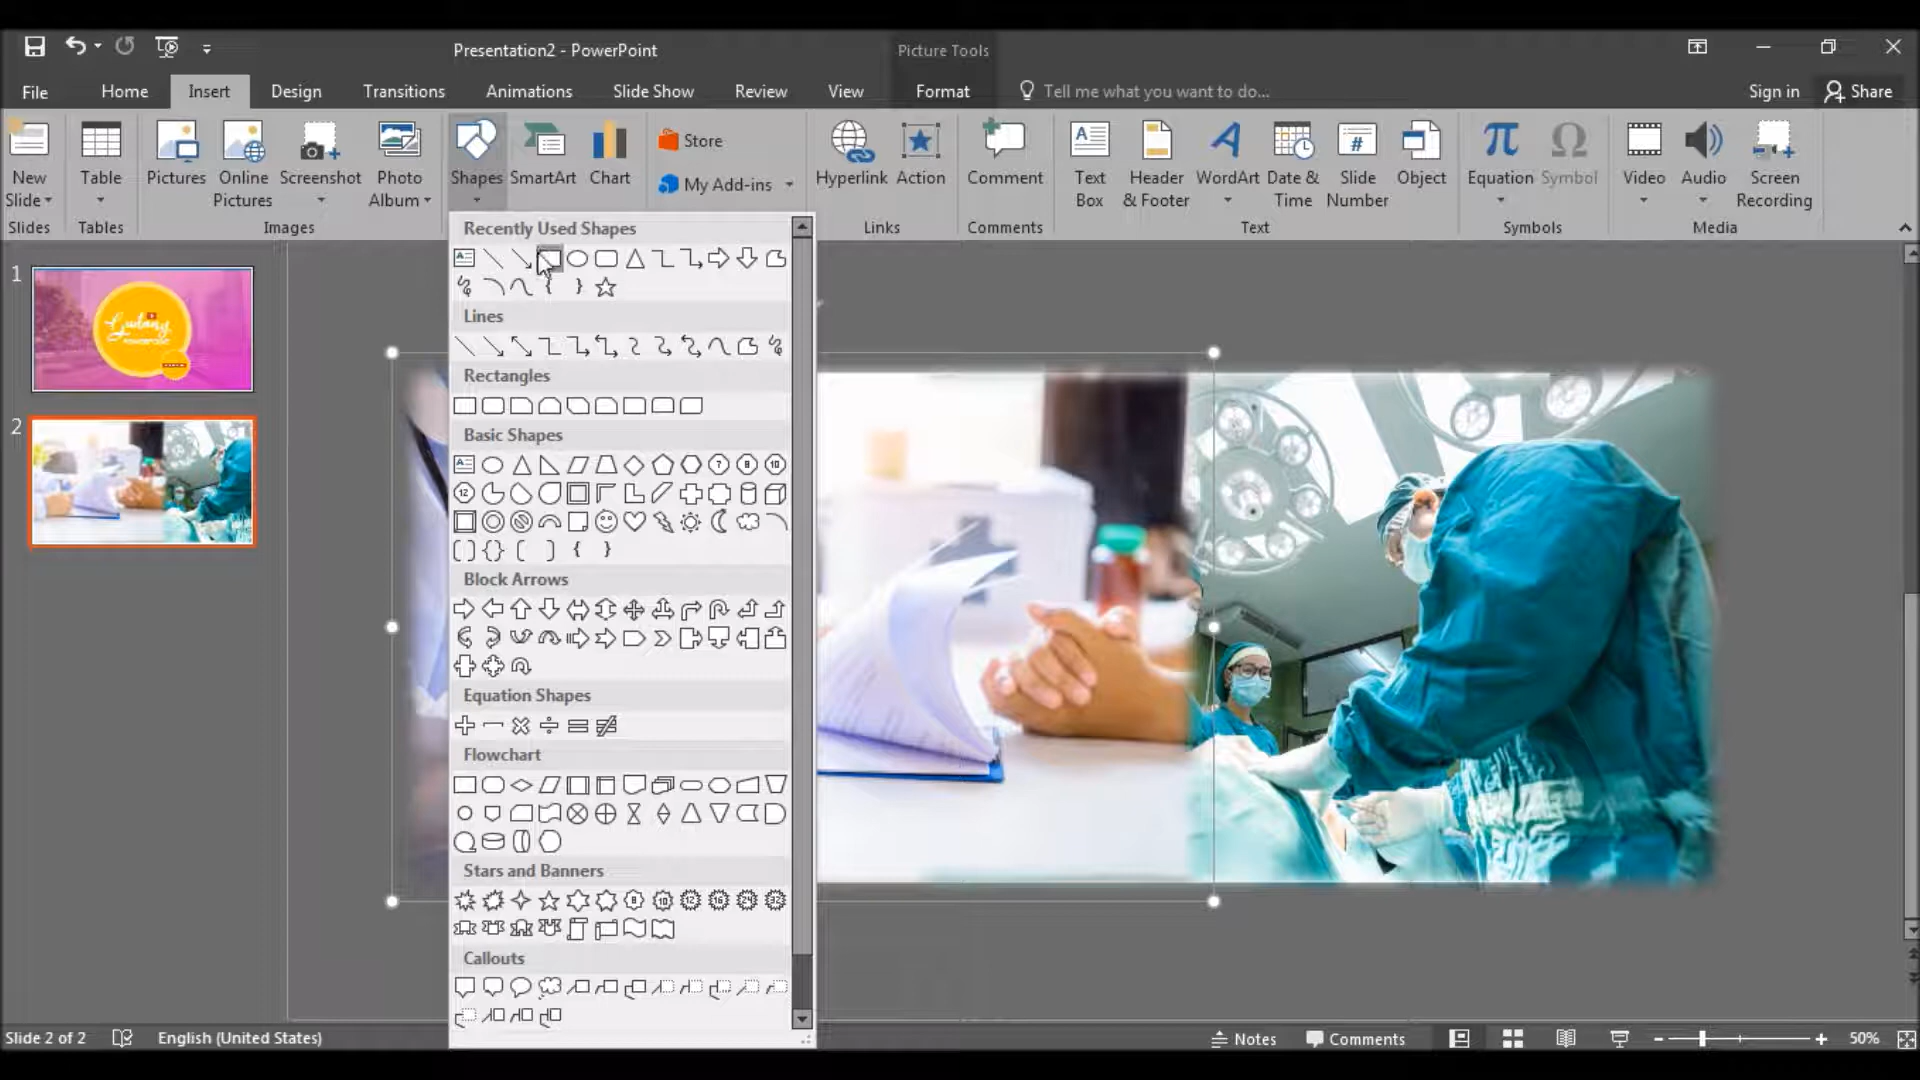 Presentation2 - PowerPoint
Picture Tools
File
Home
Insert
Design
Transitions
Animations
Slide Show
Review
View
Format
Tell me what you want to do...
Sign in
Share
New Slide
Table
Pictures
Online Pictures
Screenshot
Photo Album
Shapes
SmartArt
Chart
Store
My Add-ins
Hyperlink
Action
Comment
Text Box
Header & Footer
WordArt
Date & Time
Slide Number
Object
Equation
Symbol
Video
Audio
Screen Recording
Slides
Tables
Images
Links
Comments
Text
Symbols
Media
Recently Used Shapes
Lines
Rectangles
Basic Shapes
Block Arrows
Equation Shapes
Flowchart
Stars and Banners
Callouts
1
2
Slide 2 of 2
English (United States)
Notes
Comments
50%